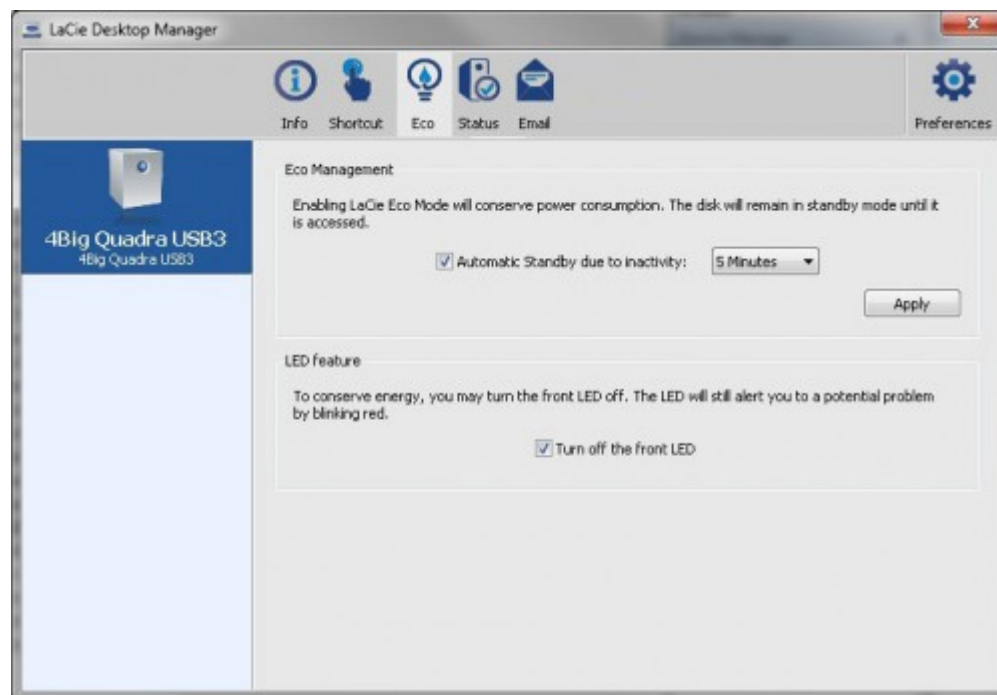 LaCie Desktop Manager
Info Shortcut Eco Status Email Preferences
4Big Quadra USB3
4Big Quadra USB3
Eco Management
Enabling LaCie Eco Mode will conserve power consumption. The disk will remain in standby mode until it
is accessed.
Automatic Standby due to inactivity: 5 Minutes
Apply
LED feature
To conserve energy, you may turn the front LED off. The LED will still alert you to a potential problem
by blinking red.
Turn off the front LED